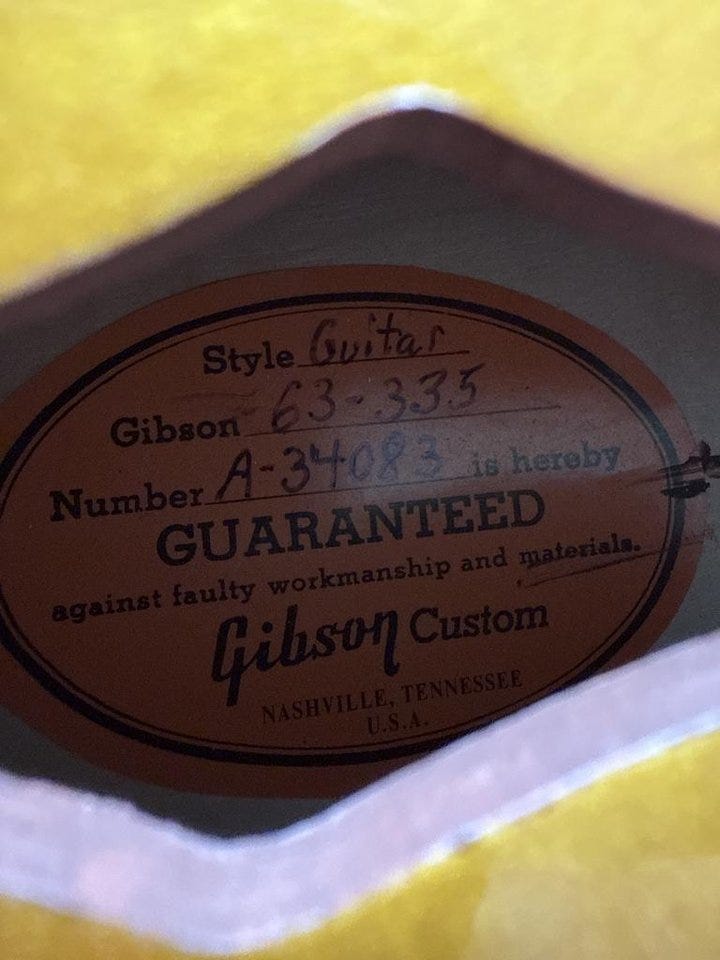 Style Guitar
Gibson 63-335
Number A-34083 is hereby
GUARANTEED
against faulty workmanship and materials.
Gibson Custom
NASHVILLE, TENNESSEE
U.S.A.